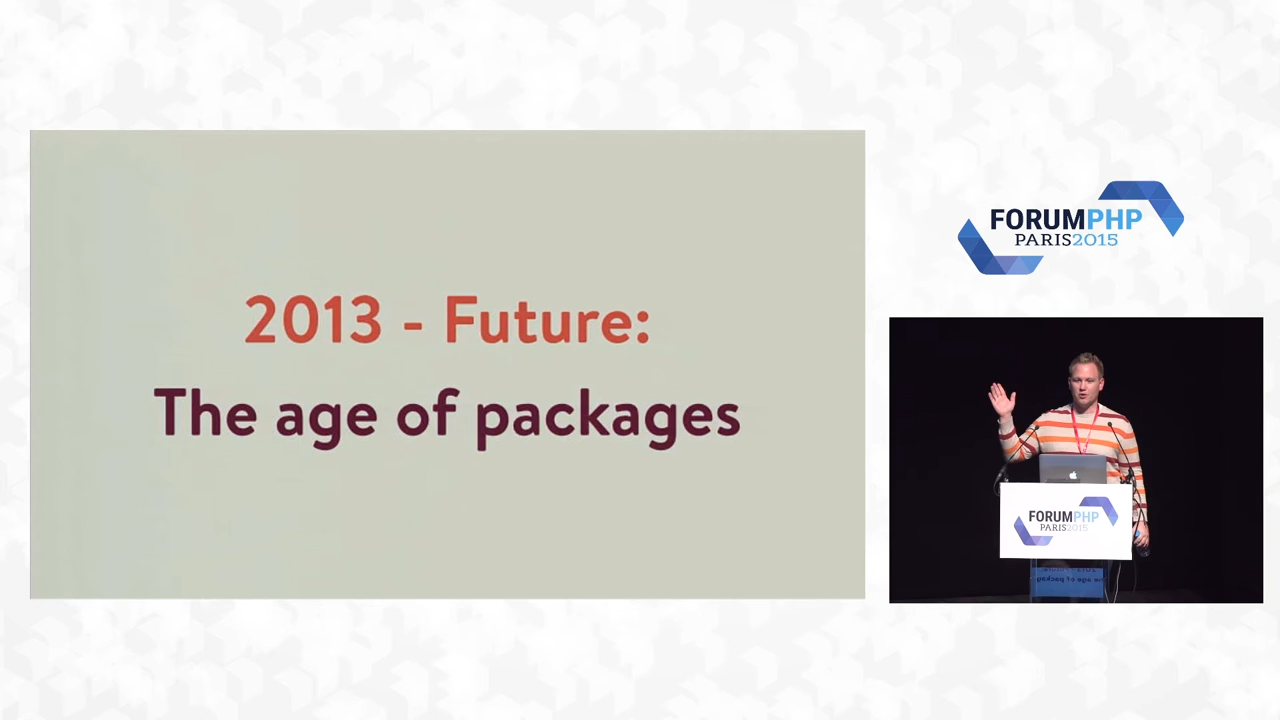 2013 - Future:
The age of packages
FORUMPHP
PARIS2015
FORUMPHP
PARIS2015